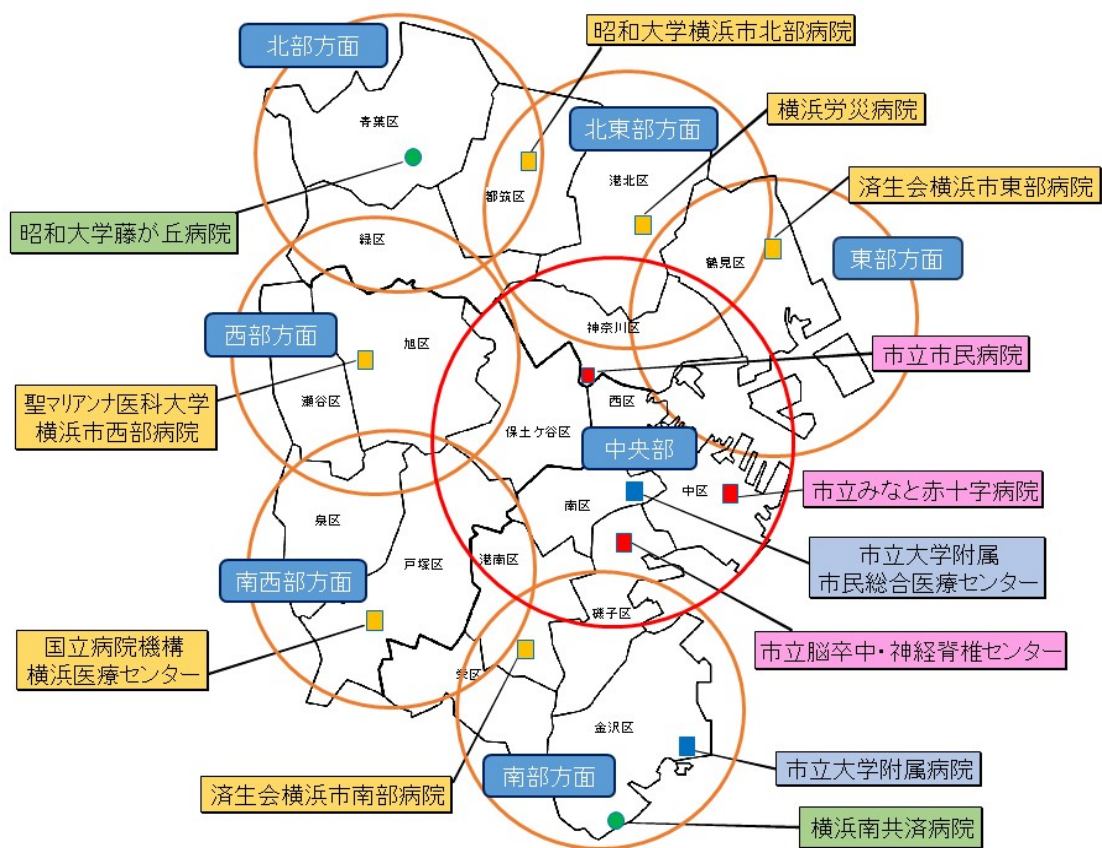 北部方面
昭和大学横浜市北部病院
横浜労災病院
北東部方面
青葉区
港北区
都筑区
済生会横浜市東部病院
昭和大学藤が丘病院
緑区
鶴見区
東部方面
神奈川区
西部方面
旭区
市立市民病院
聖マリアンナ医科大学
横浜市西部病院
瀬谷区
西区
保土ケ谷区
中央部
中区
市立みなと赤十字病院
南区
泉区
戸塚区
港南区
市立大学附属
市民総合医療センター
南西部方面
磯子区
国立病院機構
横浜医療センター
市立脳卒中・神経脊椎センター
栄区
金沢区
南部方面
市立大学附属病院
済生会横浜市南部病院
横浜南共済病院